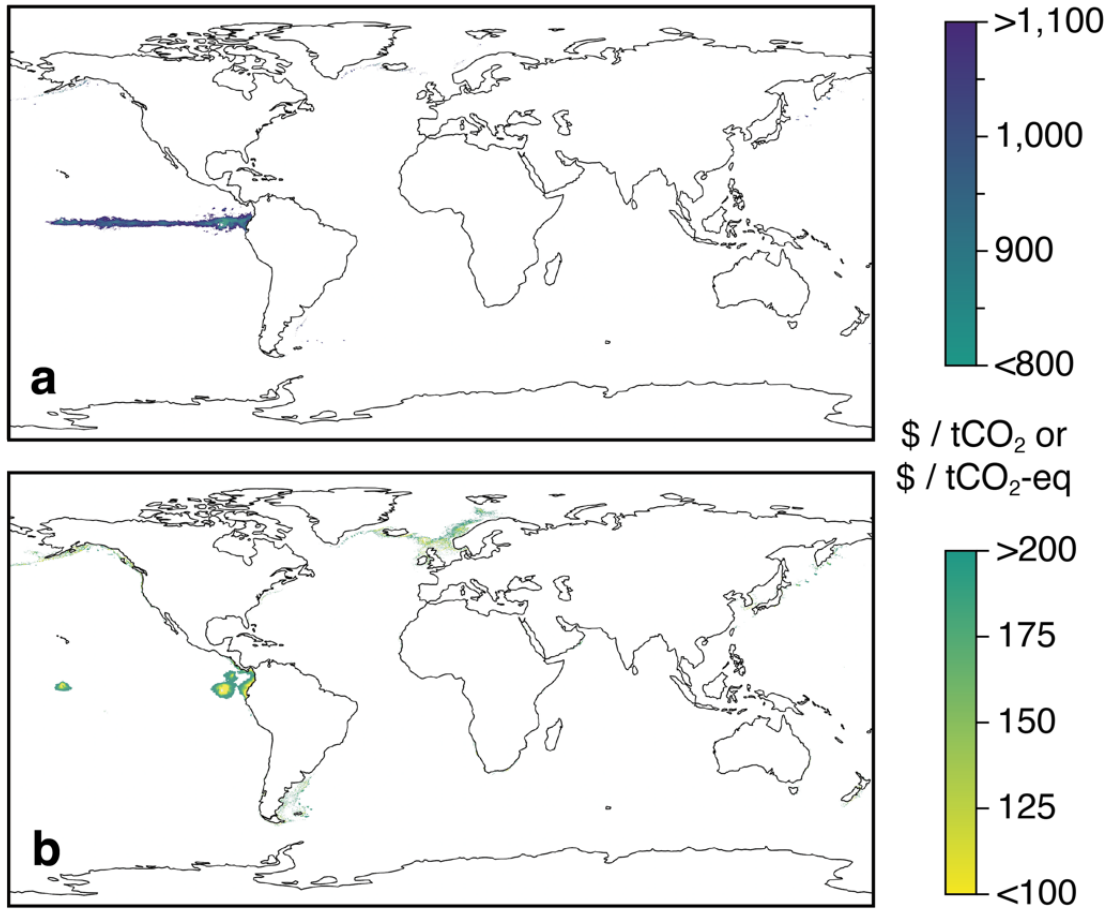 a
>1,100
1,000
900
<800
$ / tCO₂ or
$ / tCO₂-eq
b
>200
175
150
125
<100